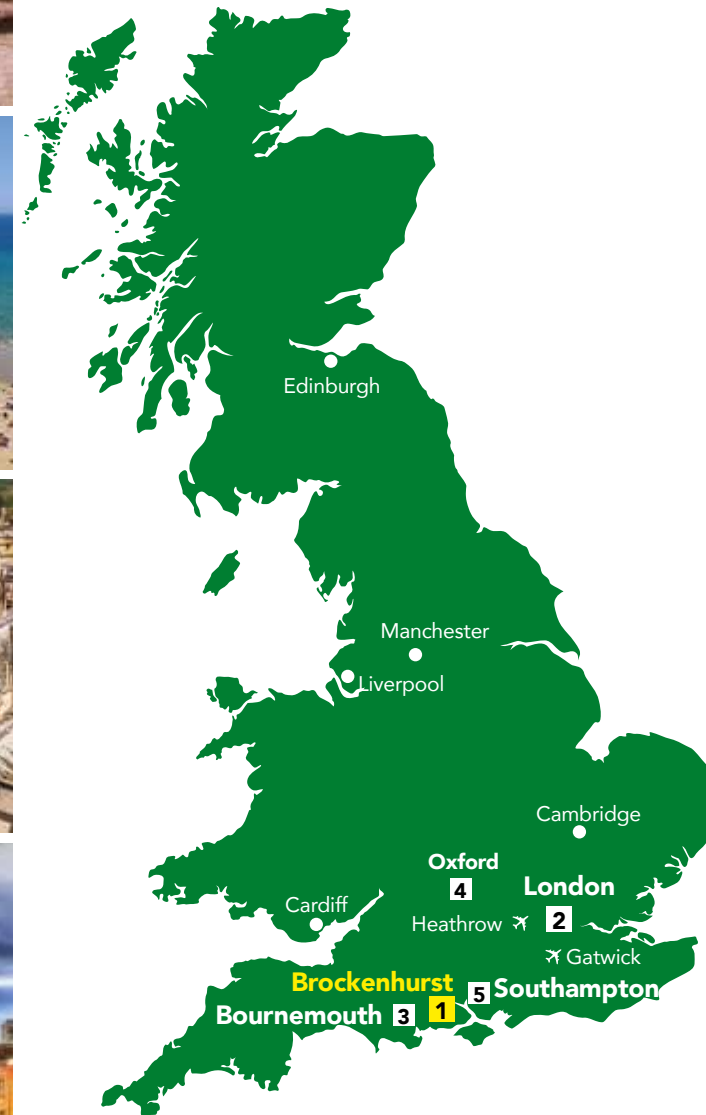 Edinburgh
Manchester
Liverpool
Cambridge
Oxford
4
London
2
Cardiff
Heathrow
Gatwick
Brockenhurst
1
5 Southampton
Bournemouth 3